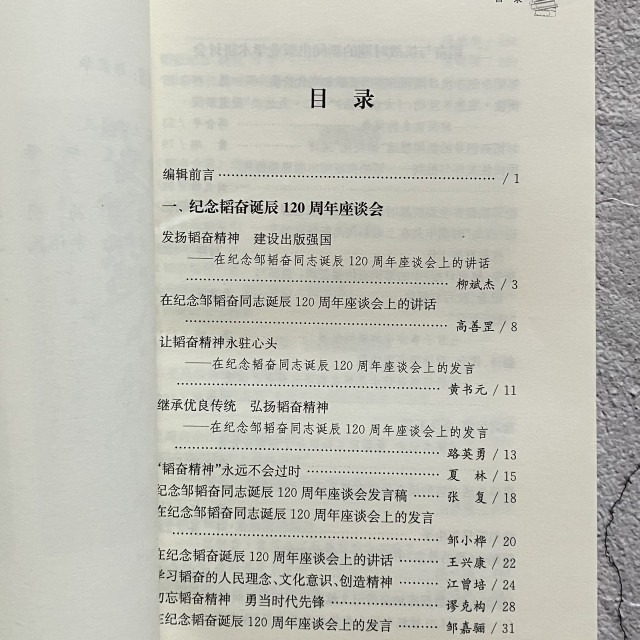 目录
目 录
编辑前言 …… / 1
一、纪念韬奋诞辰 120 周年座谈会
发扬韬奋精神 建设出版强国
——在纪念邹韬奋同志诞辰 120 周年座谈会上的讲话
…… 柳斌杰 / 3
在纪念邹韬奋同志诞辰 120 周年座谈会上的讲话
…… 高善罡 / 8
让韬奋精神永驻心头
——在纪念韬奋同志诞辰 120 周年座谈会上的发言
…… 黄书元 / 11
继承优良传统 弘扬韬奋精神
——在纪念邹韬奋同志诞辰 120 周年座谈会上的发言
…… 路英勇 / 13
“韬奋精神”永远不会过时 …… 夏 林 / 15
纪念邹韬奋同志诞辰 120 周年座谈会发言稿 …… 张 复 / 18
在纪念邹韬奋同志诞辰 120 周年座谈会上的发言
…… 邹小桦 / 20
在纪念韬奋诞辰 120 周年座谈会上的讲话 …… 王兴康 / 22
学习韬奋的人民理念、文化意识、创造精神 …… 江曾培 / 24
勿忘韬奋精神 勇当时代先锋 …… 谬克构 / 28
在纪念韬奋诞辰 120 周年座谈会上的发言 …… 邹嘉骊 / 31